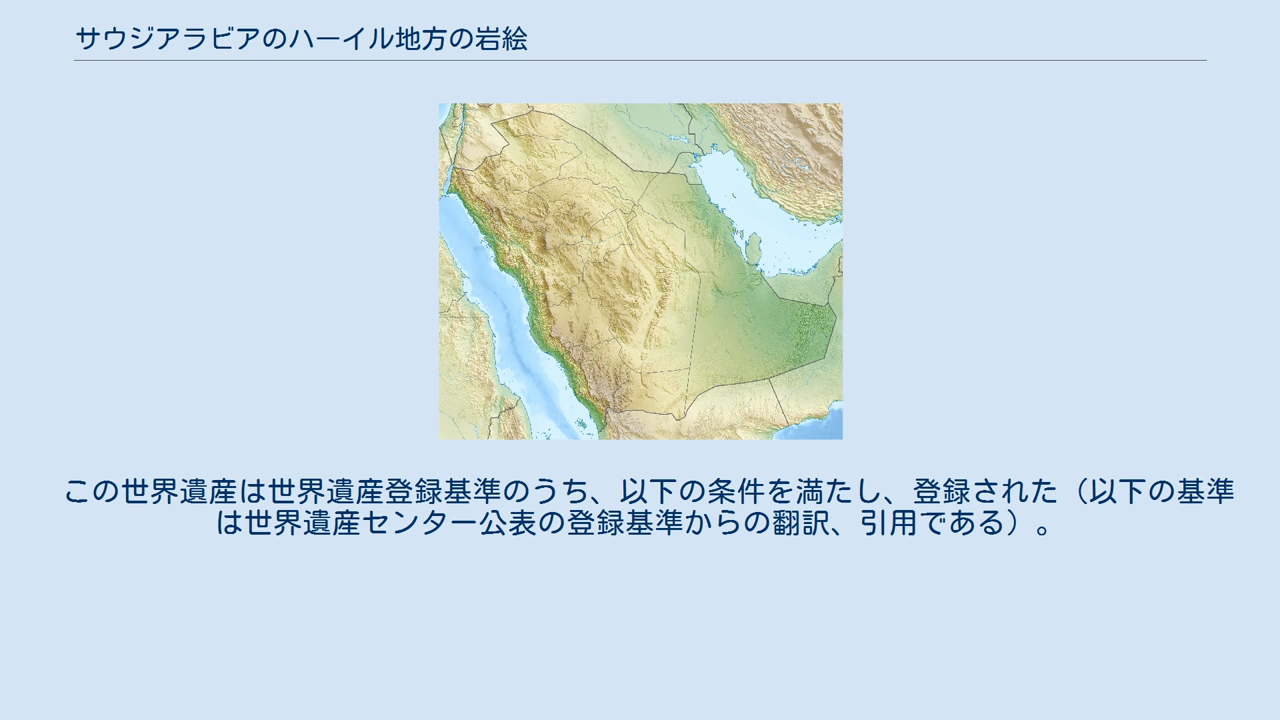 サウジアラビアのハーイル地方の岩絵
この世界遺産は世界遺産登録基準のうち、以下の条件を満たし、登録された（以下の基準
は世界遺産センター公表の登録基準からの翻訳、引用である）。